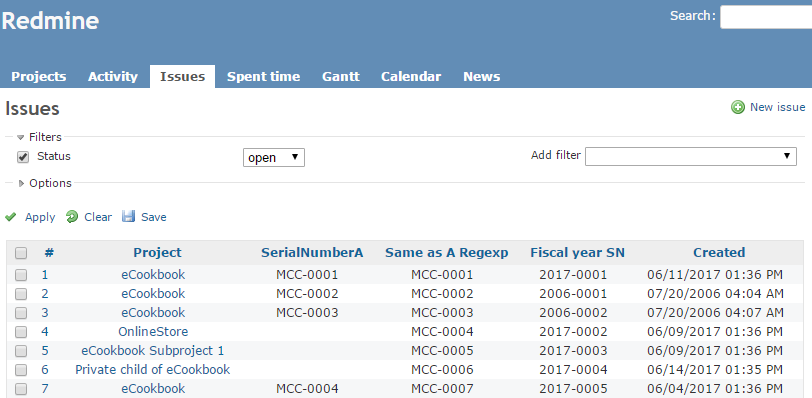 Redmine
Search:
Projects Activity Issues Spent time Gantt Calendar News
Issues
New issue
Filters
Status open Add filter
Options
Apply Clear Save
# Project SerialNumberA Same as A Regexp Fiscal year SN Created
1 eCookbook MCC-0001 MCC-0001 2017-0001 06/11/2017 01:36 PM
2 eCookbook MCC-0002 MCC-0002 2006-0001 07/20/2006 04:04 AM
3 eCookbook MCC-0003 MCC-0003 2006-0002 07/20/2006 04:07 AM
4 OnlineStore MCC-0004 2017-0002 06/09/2017 01:36 PM
5 eCookbook Subproject 1 MCC-0005 2017-0003 06/09/2017 01:36 PM
6 Private child of eCookbook MCC-0006 2017-0004 06/14/2017 01:35 PM
7 eCookbook MCC-0004 MCC-0007 2017-0005 06/04/2017 01:36 PM